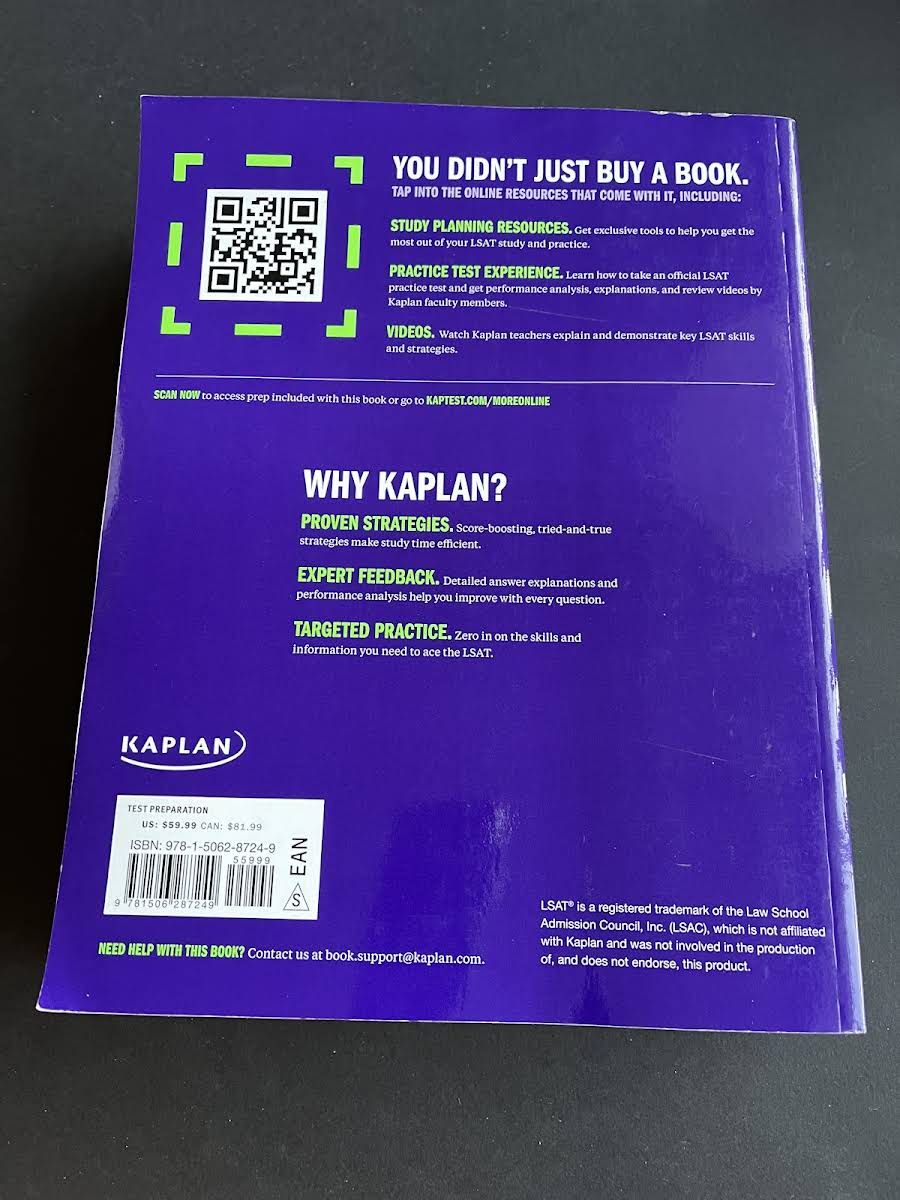 YOU DIDN'T JUST BUY A BOOK.
TAP INTO THE ONLINE RESOURCES THAT COME WITH IT, INCLUDING:
STUDY PLANNING RESOURCES. Get exclusive tools to help you get the
most out of your LSAT study and practice.
PRACTICE TEST EXPERIENCE. Learn how to take an official LSAT
practice test and get performance analysis, explanations, and review videos by
Kaplan faculty members.
VIDEOS. Watch Kaplan teachers explain and demonstrate key LSAT skills
and strategies.
SCAN NOW to access prep included with this book or go to KAPTEST.COM/MOREONLINE
WHY KAPLAN?
PROVEN STRATEGIES. Score-boosting, tried-and-true
strategies make study time efficient.
EXPERT FEEDBACK. Detailed answer explanations and
performance analysis help you improve with every question.
TARGETED PRACTICE. Zero in on the skills and
information you need to ace the LSAT.
KAPLAN
TEST PREPARATION
US: $59.99 CAN: $81.99
ISBN: 978-1-5062-8724-9
55999
EAN
S
9 781506 287249
LSAT® is a registered trademark of the Law School
Admission Council, Inc. (LSAC), which is not affiliated
with Kaplan and was not involved in the production
of, and does not endorse, this product.
NEED HELP WITH THIS BOOK? Contact us at book.support@kaplan.com.